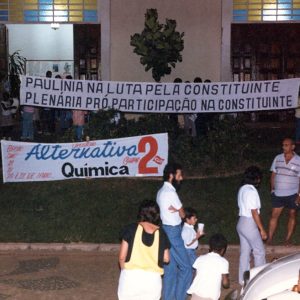 PAULÍNIA NA LUTA PELA CONSTITUINTE
PLENÁRIA PRÓ PARTICIPAÇÃO NA CONSTITUINTE
Alternativa 2
Química